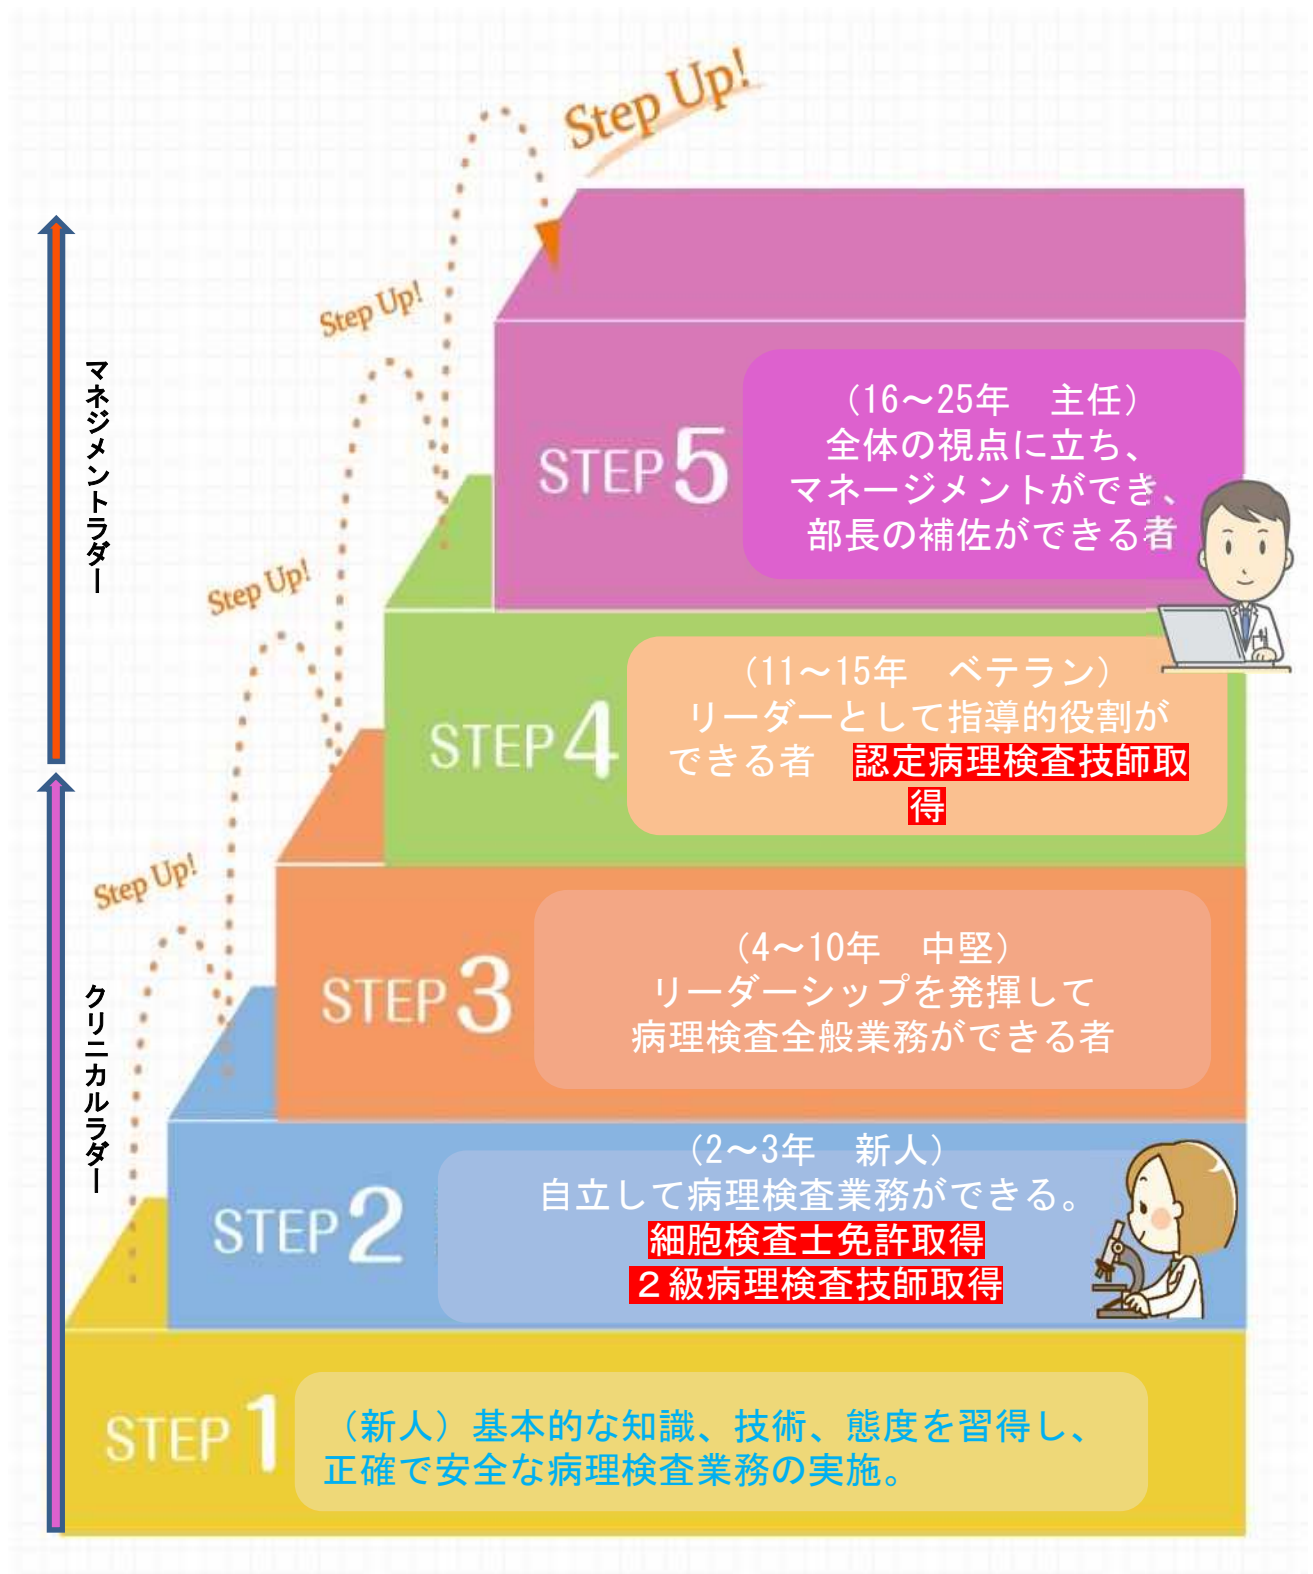 Step Up!
Step Up!
Step Up!
Step Up!
マネジメントラダー
クリニカルラダー
STEP 5
（16～25年　主任）
全体の視点に立ち、
マネージメントができ、
部長の補佐ができる者
STEP 4
（11～15年　ベテラン）
リーダーとして指導的役割が
できる者　認定病理検査技師取
得
STEP 3
（4～10年　中堅）
リーダーシップを発揮して
病理検査全般業務ができる者
STEP 2
（2～3年　新人）
自立して病理検査業務ができる。
細胞検査士免許取得
２級病理検査技師取得
STEP 1
（新人）基本的な知識、技術、態度を習得し、
正確で安全な病理検査業務の実施。